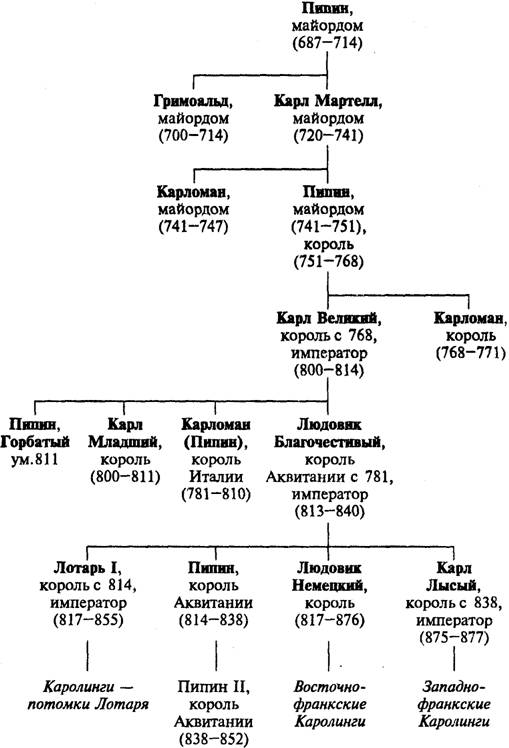 Пипин,
майордом
(687—714)
Гримоальд,
майордом
(700—714)
Карл Мартелл,
майордом
(720—741)
Карломан,
майордом
(741—747)
Пипин,
майордом
(741—751),
король
(751—768)
Карл Великий,
король с 768,
император
(800—814)
Карломан,
король
(768—771)
Пипин,
Горбатый
ум.811
Карл
Младший,
король
(800—811)
Карломан
(Пипин),
король
Италии
(781—810)
Людовик
Благочестивый,
король
Аквитании с 781,
император
(813—840)
Лотарь I,
король с 814,
император
(817—855)
Пипин,
король
Аквитании
(814—838)
Людовик
Немецкий,
король
(817—876)
Карл
Лысый,
король с 838,
император
(875—877)
Каролинги —
потомки Лотаря
Пипин II,
король
Аквитании
(838—852)
Восточно-
франкские
Каролинги
Западно-
франкские
Каролинги